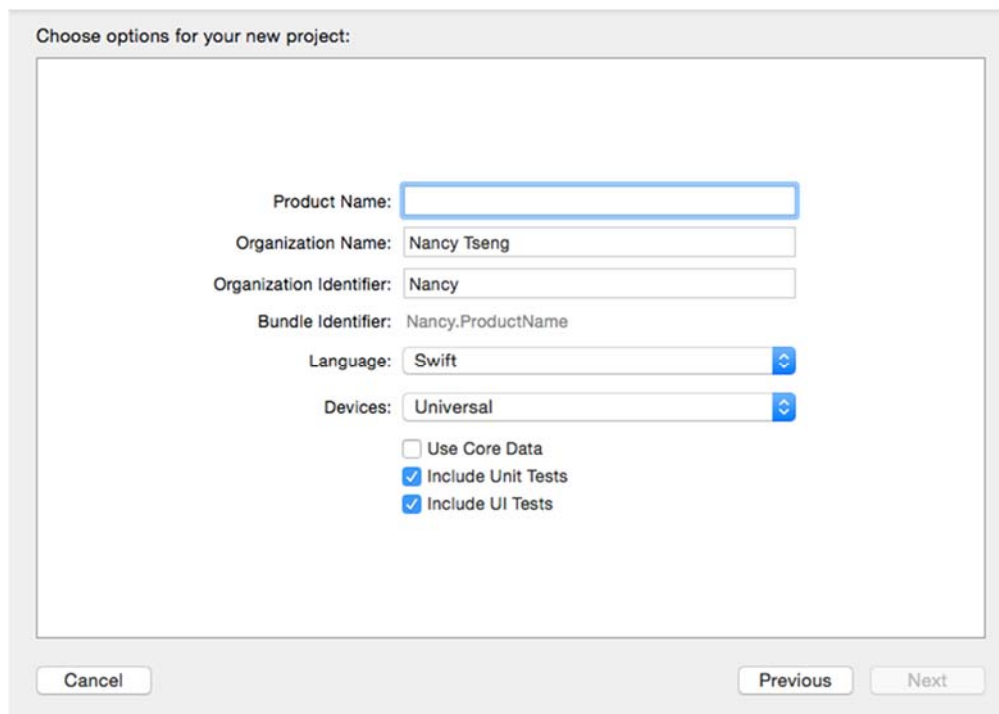 Choose options for your new project:
Product Name:
Organization Name: Nancy Tseng
Organization Identifier: Nancy
Bundle Identifier: Nancy.ProductName
Language: Swift
Devices: Universal
Use Core Data
Include Unit Tests
Include UI Tests
Cancel Previous Next